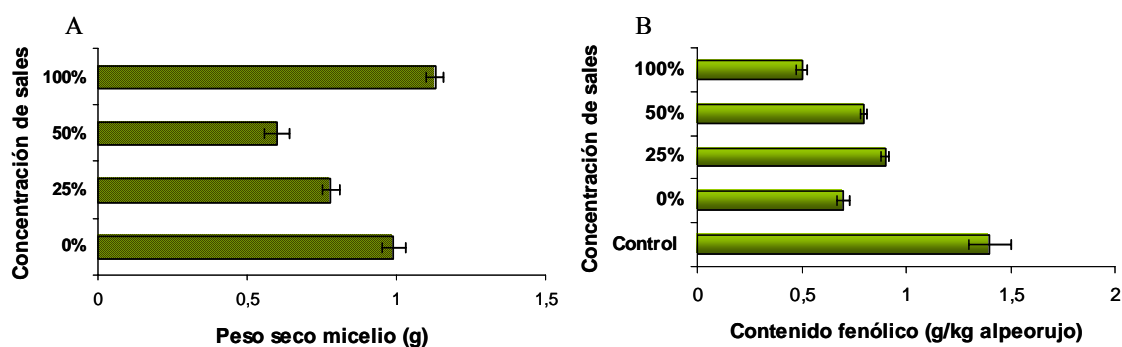 A
Concentración de sales
100%
50%
25%
0%
0
0,5
1
1,5
Peso seco micelio (g)
B
Concentración de sales
100%
50%
25%
0%
Control
0
0,5
1
1,5
2
Contenido fenólico (g/kg alpeorujo)